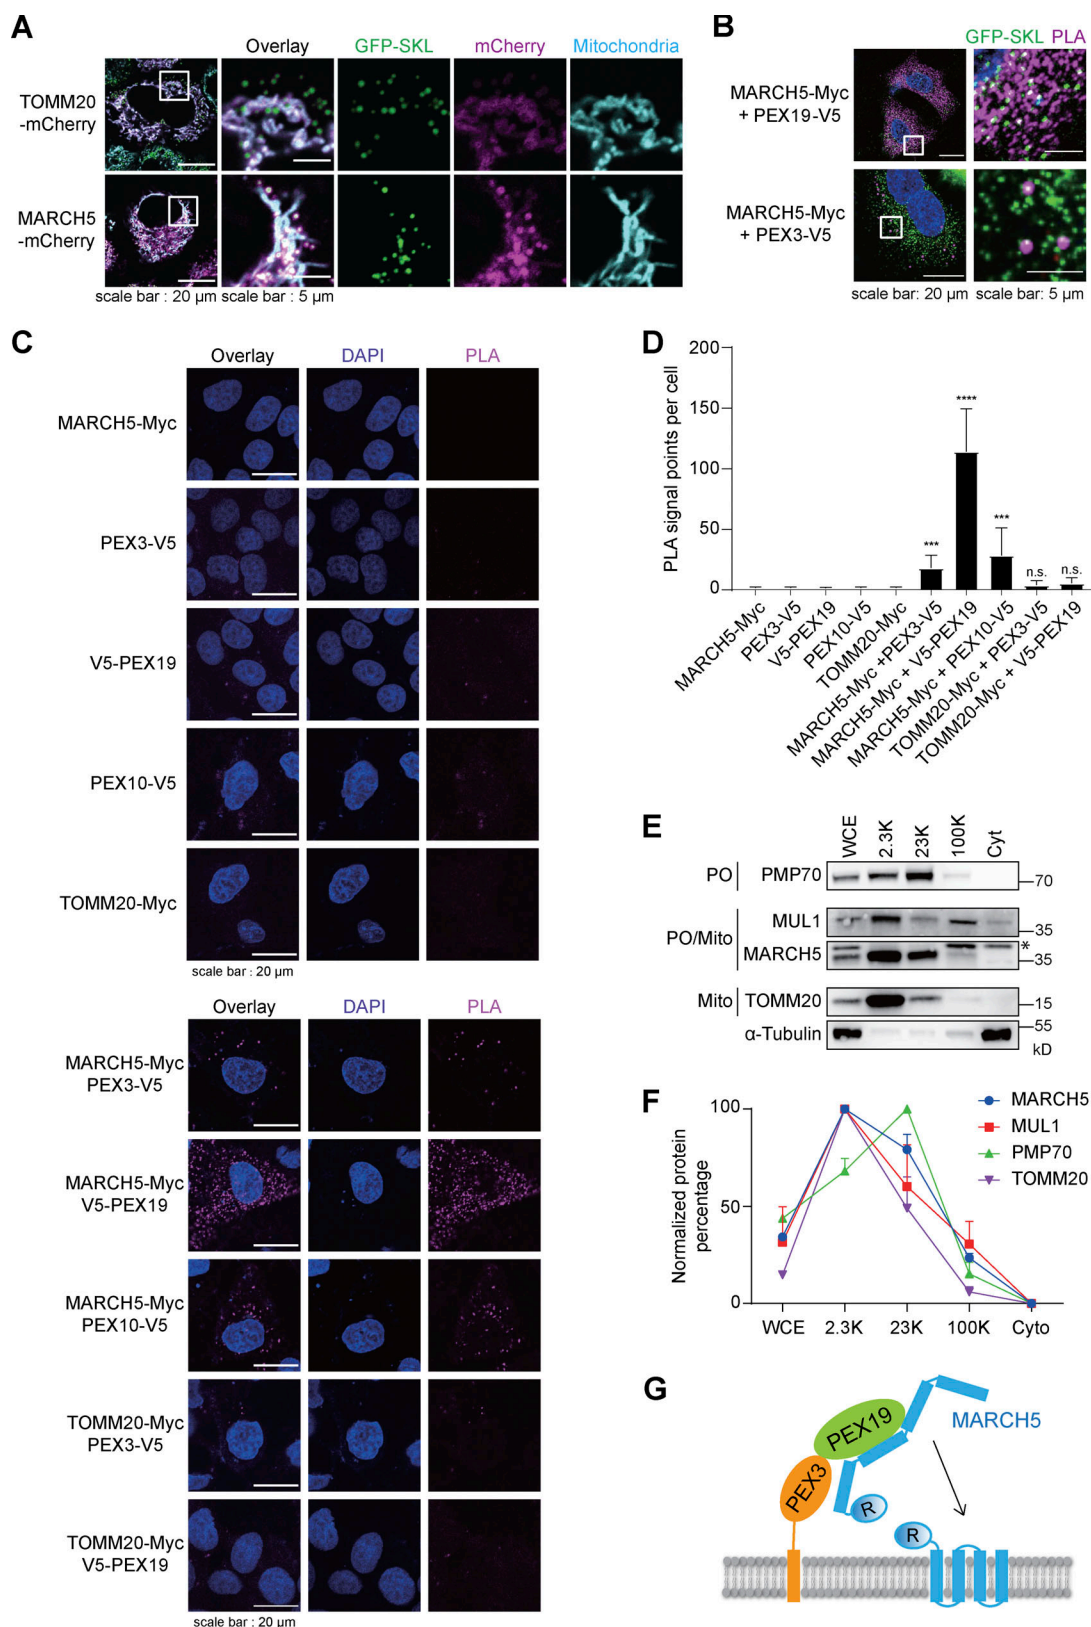 A
Overlay GFP-SKL mCherry Mitochondria
TOMM20
-mCherry
MARCH5
-mCherry
scale bar : 20 µm scale bar : 5 µm
B
GFP-SKL PLA
MARCH5-Myc
+ PEX19-V5
MARCH5-Myc
+ PEX3-V5
scale bar: 20 µm scale bar: 5 µm
C
Overlay DAPI PLA
MARCH5-Myc
PEX3-V5
V5-PEX19
PEX10-V5
TOMM20-Myc
scale bar : 20 µm
Overlay DAPI PLA
MARCH5-Myc
PEX3-V5
MARCH5-Myc
V5-PEX19
MARCH5-Myc
PEX10-V5
TOMM20-Myc
PEX3-V5
TOMM20-Myc
V5-PEX19
scale bar : 20 µm
D
PLA signal points per cell
200
150
100
50
0
*** **** *** n.s. n.s.
MARCH5-Myc
PEX3-V5
V5-PEX19
PEX10-V5
TOMM20-Myc
MARCH5-Myc +PEX3-V5
MARCH5-Myc + V5-PEX19
MARCH5-Myc + PEX10-V5
TOMM20-Myc + PEX3-V5
TOMM20-Myc + V5-PEX19
E
WCE 2.3K 23K 100K Cyt
PO PMP70 70
PO/Mito MUL1 35
MARCH5 * 35
Mito TOMM20 15
α-Tubulin 55
kD
F
Normalized protein
percentage
100
50
0
WCE 2.3K 23K 100K Cyto
MARCH5
MUL1
PMP70
TOMM20
G
PEX19
PEX3
MARCH5
R
R